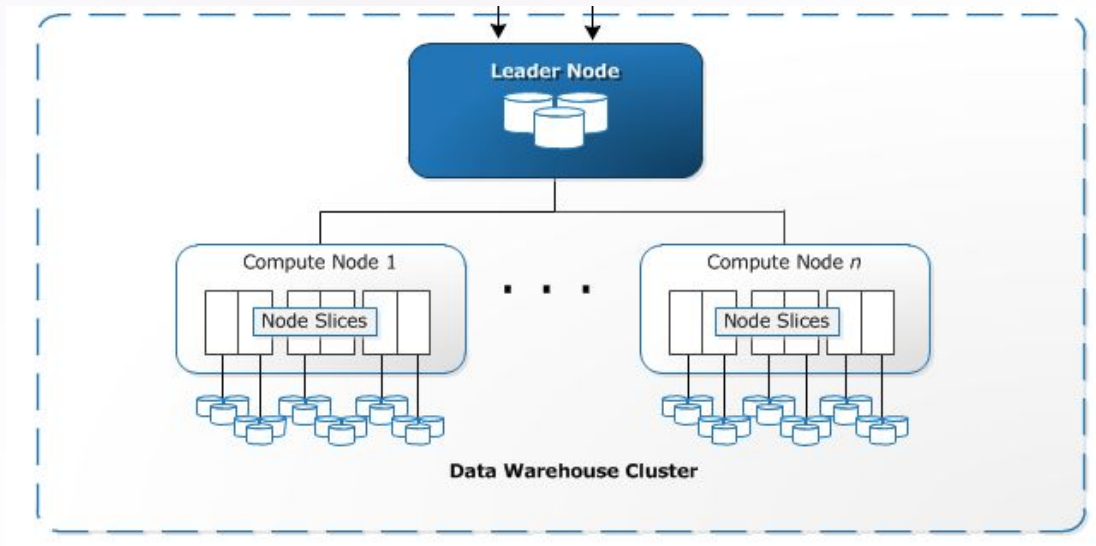 Leader Node
Compute Node 1
Compute Node n
. . .
Node Slices
Node Slices
Data Warehouse Cluster